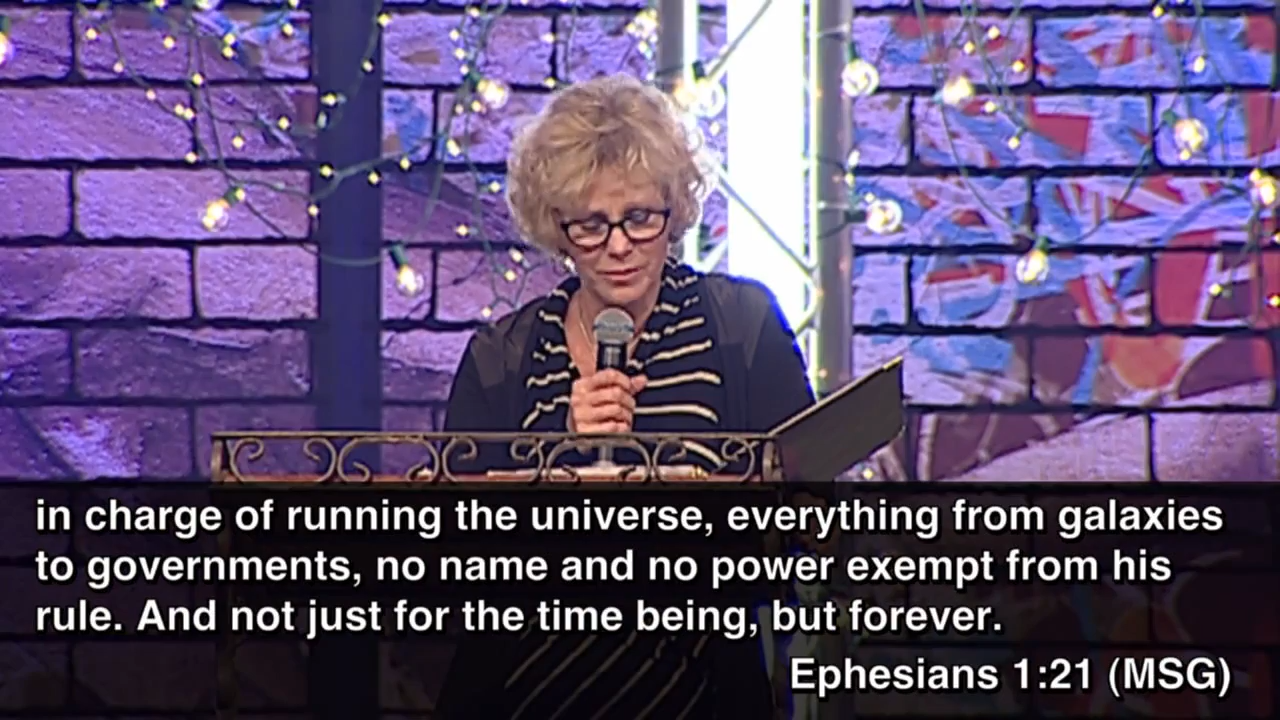 in charge of running the universe, everything from galaxies
to governments, no name and no power exempt from his
rule. And not just for the time being, but forever.
Ephesians 1:21 (MSG)